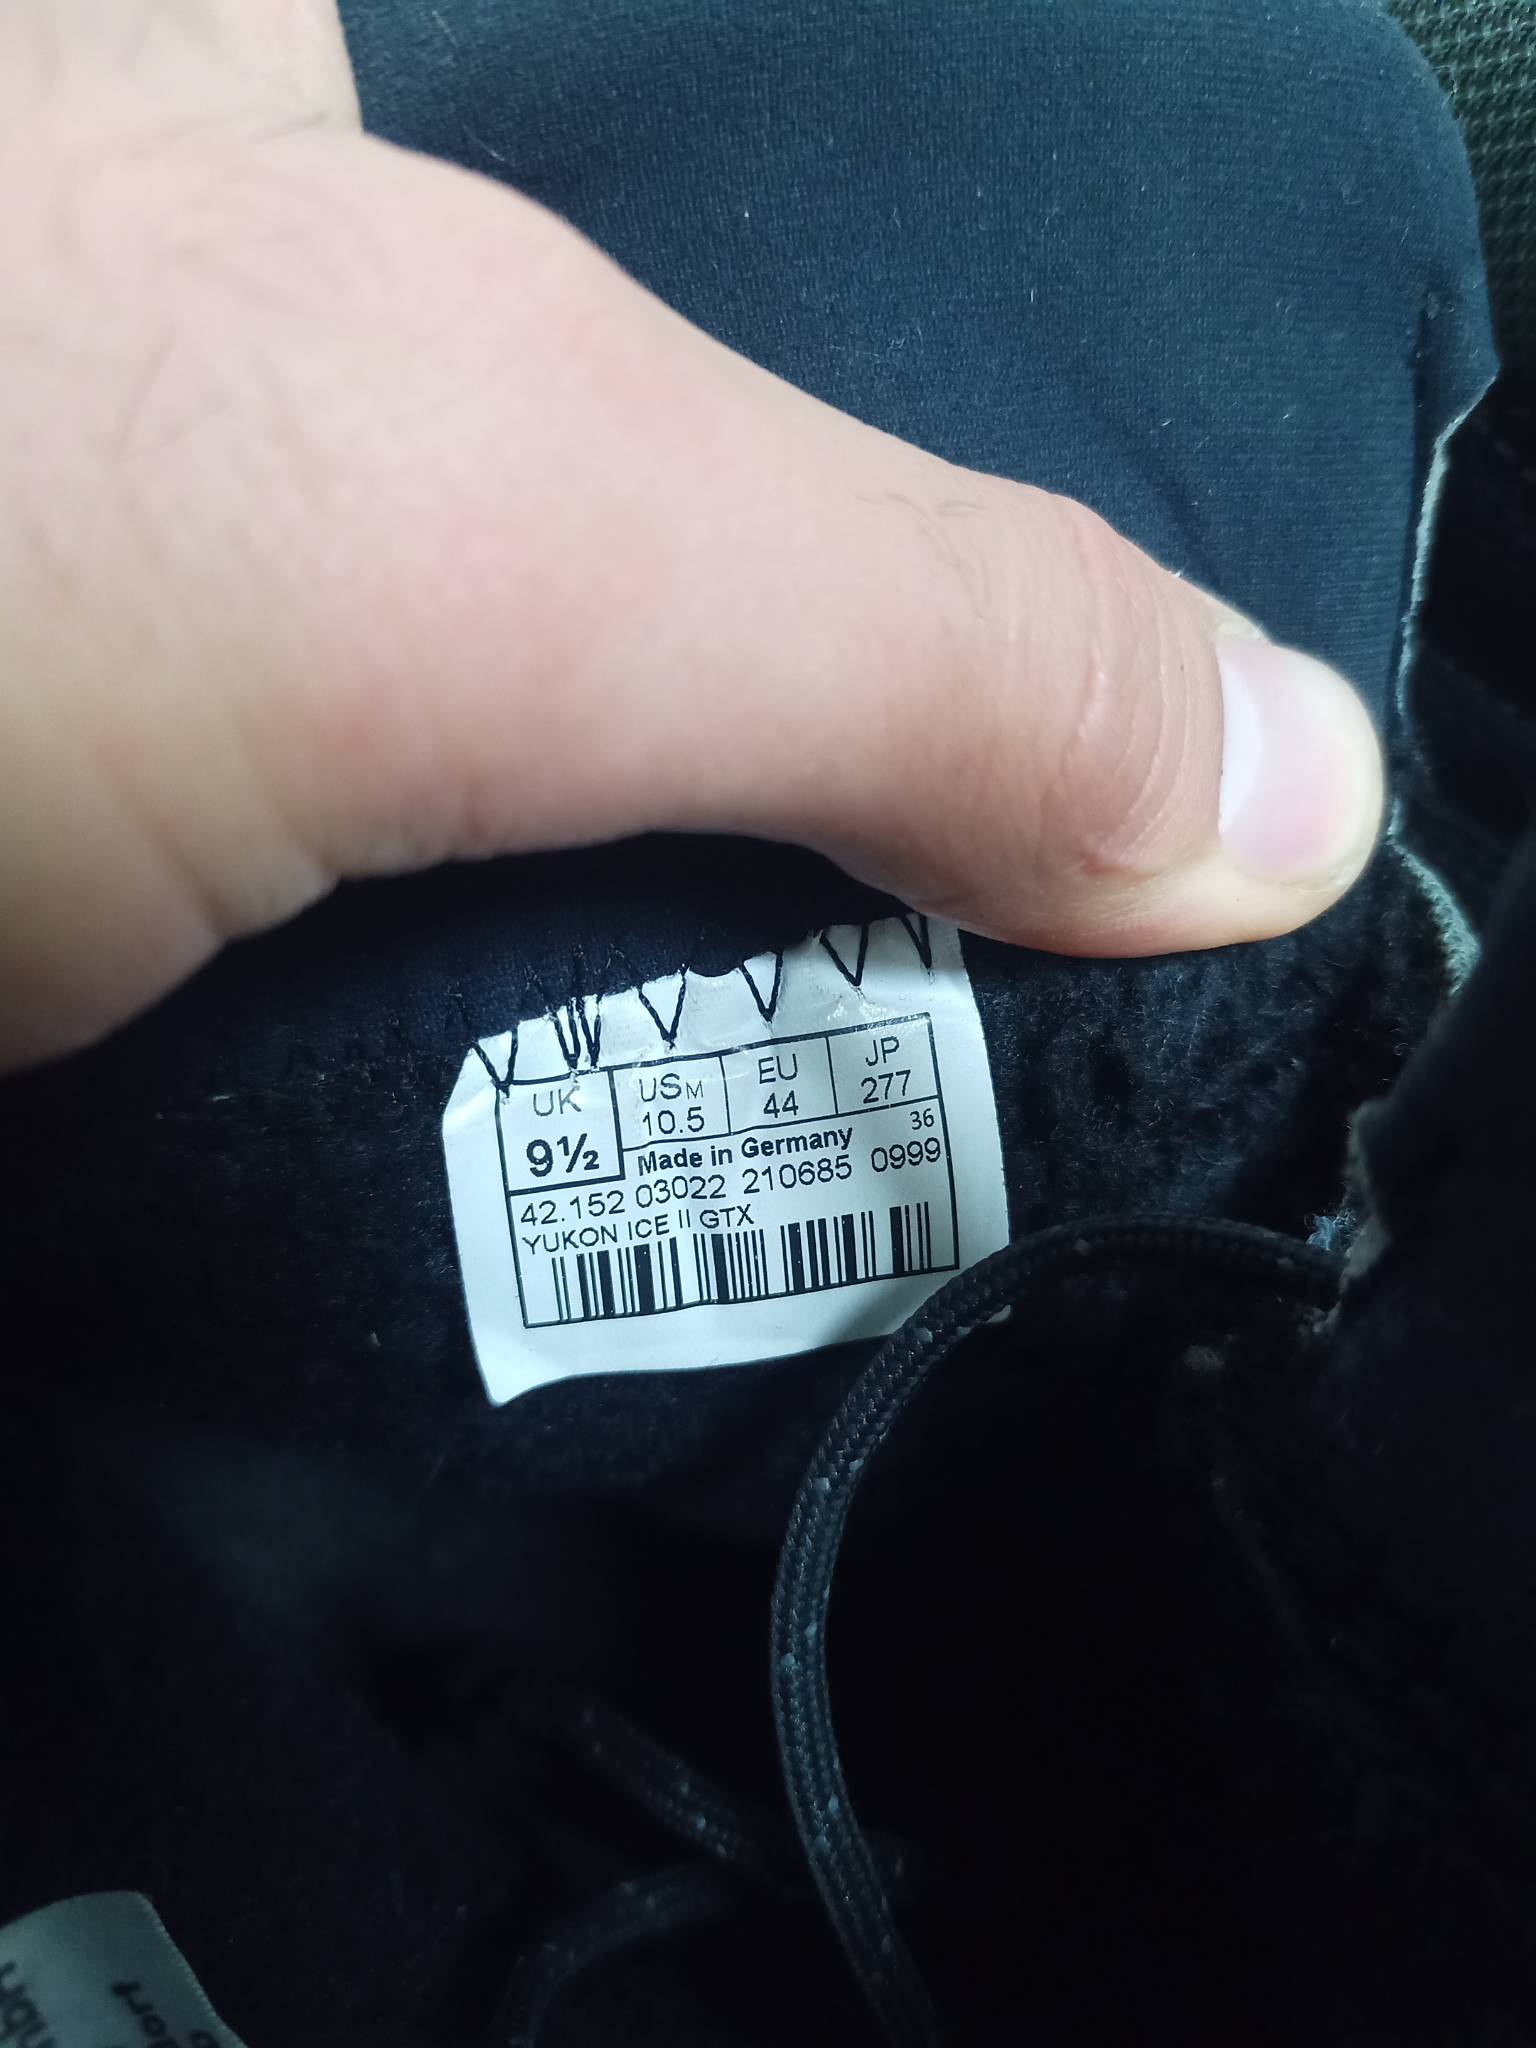 UK USM EU JP
9½ 10.5 44 277
Made in Germany 36
42.152 03022 210685 0999
YUKON ICE II GTX